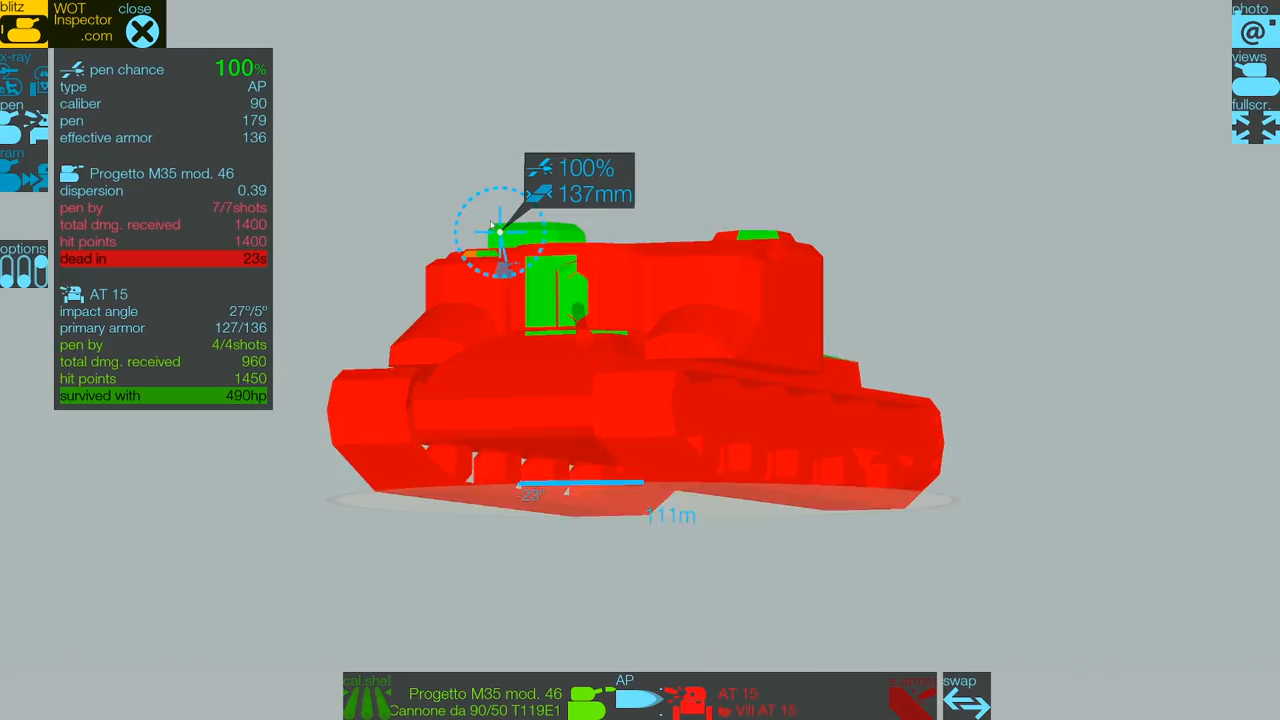 blitz
WOT
Inspector
.com
close
photo
x-ray
pen
ram
options
views
fullscr.
pen chance 100%
type AP
caliber 90
pen 179
effective armor 136
Progetto M35 mod. 46
dispersion 0.39
pen by 7/7shots
total dmg. received 1400
hit points 1400
dead in 23s
AT 15
impact angle 27º/5º
primary armor 127/136
pen by 4/4shots
total dmg. received 960
hit points 1450
survived with 490hp
100%
137mm
-23°
111m
cal.shel
Progetto M35 mod. 46
Cannone da 90/50 T119E1
AP
AT 15
VIII AT 15
swap